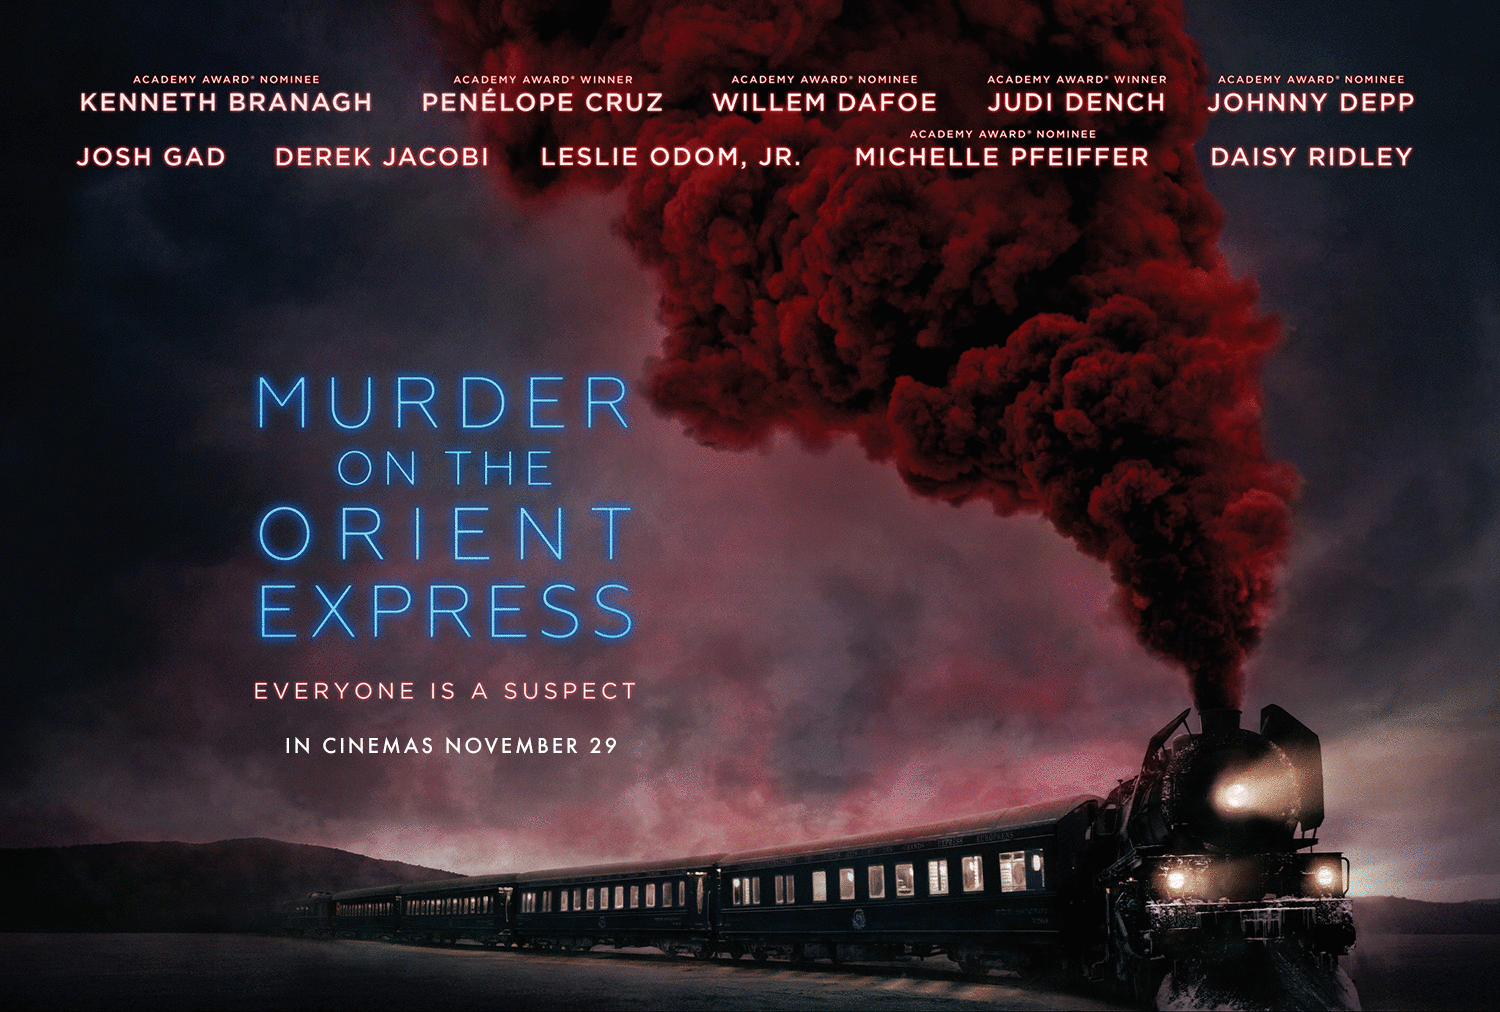 ACADEMY AWARD® NOMINEE
KENNETH BRANAGH
ACADEMY AWARD® WINNER
PENÉLOPE CRUZ
ACADEMY AWARD® NOMINEE
WILLEM DAFOE
ACADEMY AWARD® WINNER
JUDI DENCH
ACADEMY AWARD® NOMINEE
JOHNNY DEPP
JOSH GAD
DEREK JACOBI
LESLIE ODOM, JR.
ACADEMY AWARD® NOMINEE
MICHELLE PFEIFFER
DAISY RIDLEY
MURDER
ON THE
ORIENT
EXPRESS
EVERYONE IS A SUSPECT
IN CINEMAS NOVEMBER 29